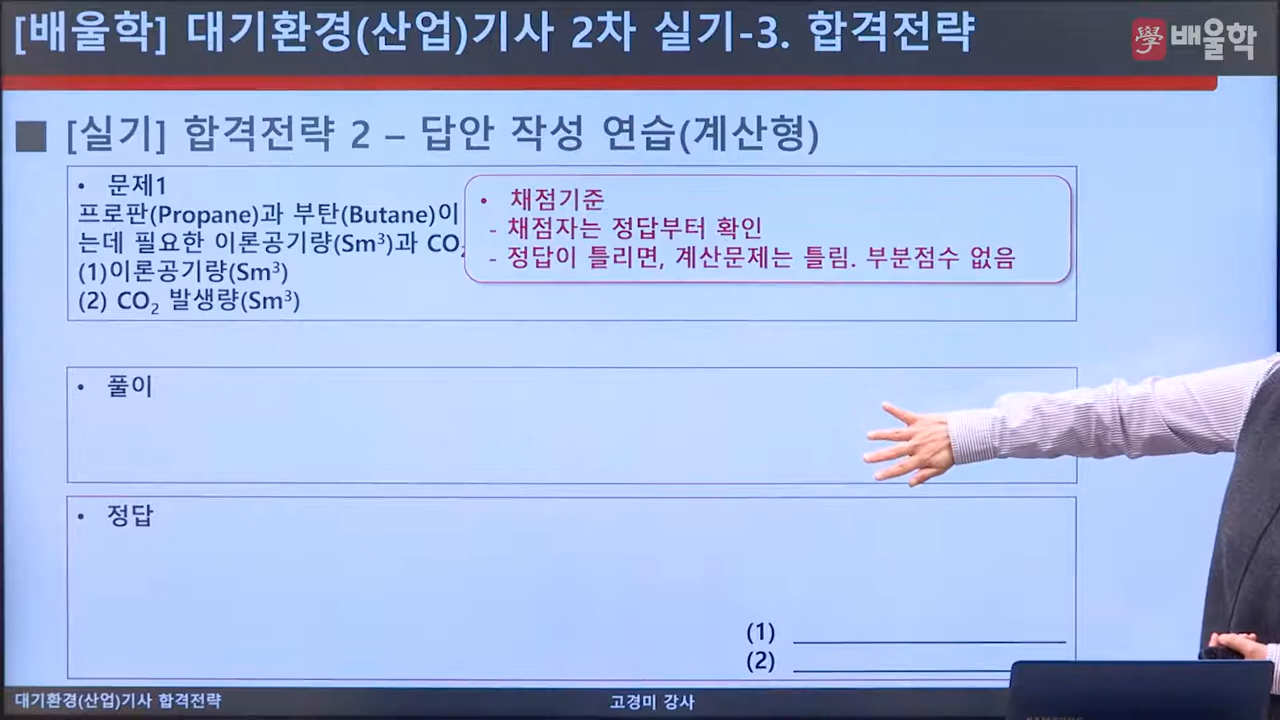 [배울학] 대기환경(산업)기사 2차 실기-3. 합격전략
學 배울학
■ [실기] 합격전략 2 – 답안 작성 연습(계산형)
• 문제1
프로판(Propane)과 부탄(Butane)이
는데 필요한 이론공기량(Sm³)과 CO₂
(1)이론공기량(Sm³)
(2) CO₂ 발생량(Sm³)
• 채점기준
- 채점자는 정답부터 확인
- 정답이 틀리면, 계산문제는 틀림. 부분점수 없음
• 풀이
• 정답
(1)
(2)
대기환경(산업)기사 합격전략
고경미 강사